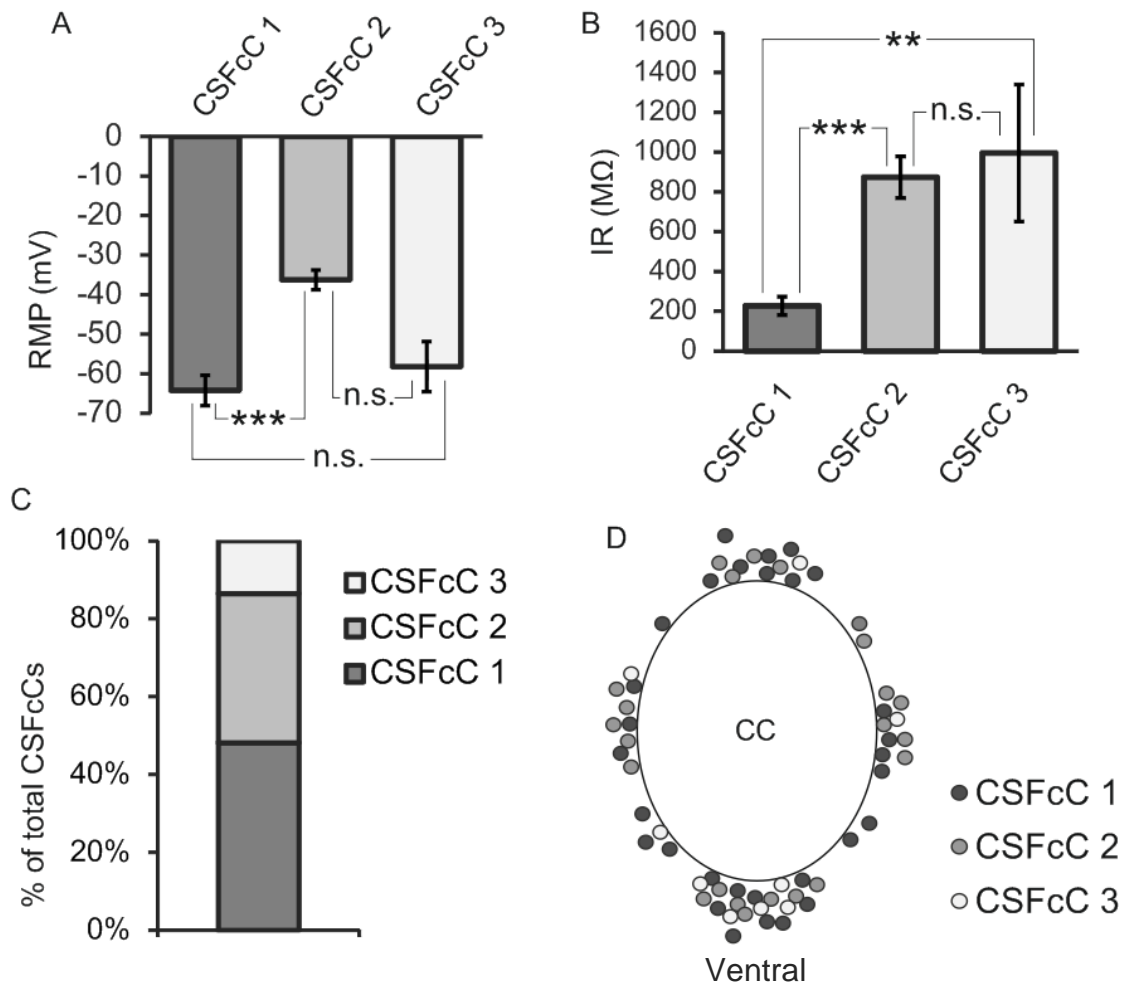 A
CSFcC 1
CSFcC 2
CSFcC 3
0
-10
-20
-30
-40
-50
-60
-70
RMP (mV)
***
n.s.
n.s.
B
1600
1400
1200
1000
800
600
400
200
0
IR (MΩ)
**
***
n.s.
CSFcC 1
CSFcC 2
CSFcC 3
C
100%
80%
60%
40%
20%
0%
% of total CSFcCs
CSFcC 3
CSFcC 2
CSFcC 1
D
CC
CSFcC 1
CSFcC 2
CSFcC 3
Ventral